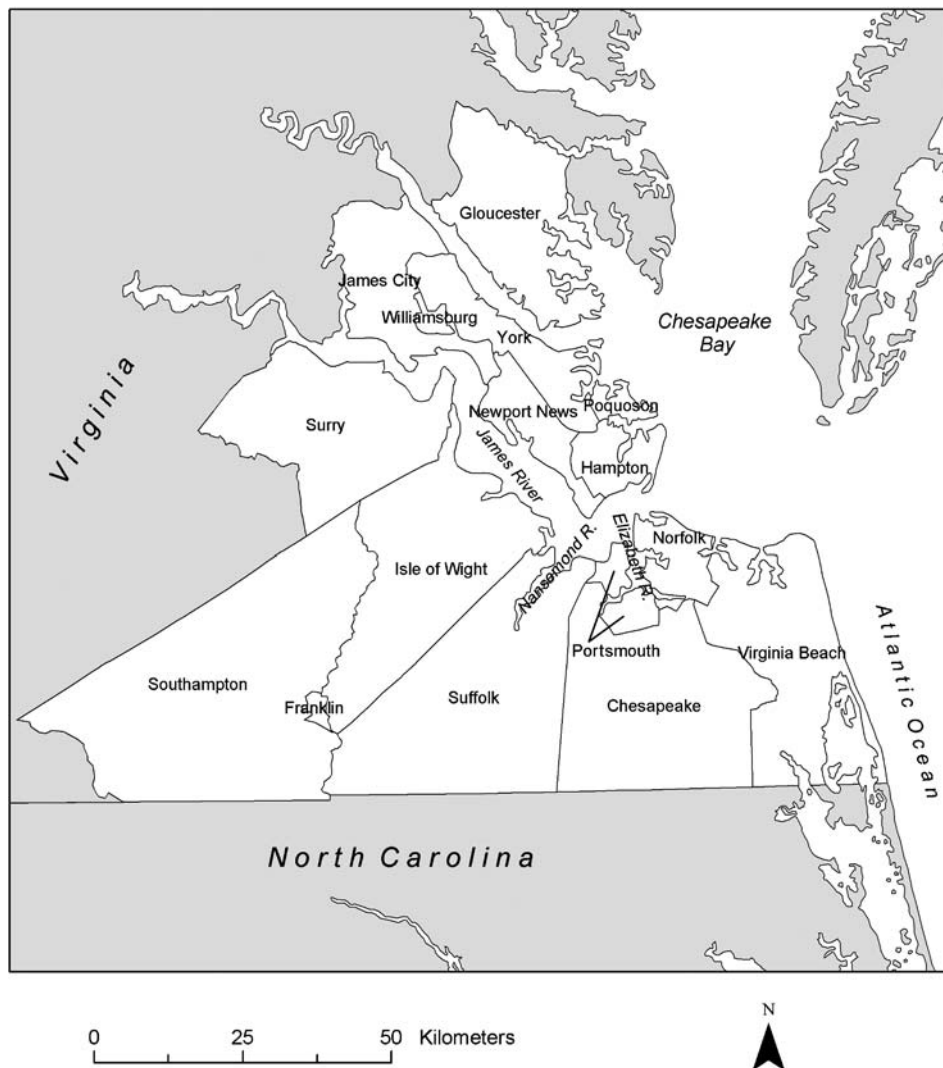 Gloucester
James City
Williamsburg
York
Chesapeake
Bay
Virginia
Surry
Newport News
Poquoson
James River
Hampton
Elizabeth R.
Norfolk
Nansemond R.
Isle of Wight
Atlantic Ocean
Portsmouth
Virginia Beach
Southampton
Franklin
Suffolk
Chesapeake
North Carolina
0 25 50 Kilometers
N